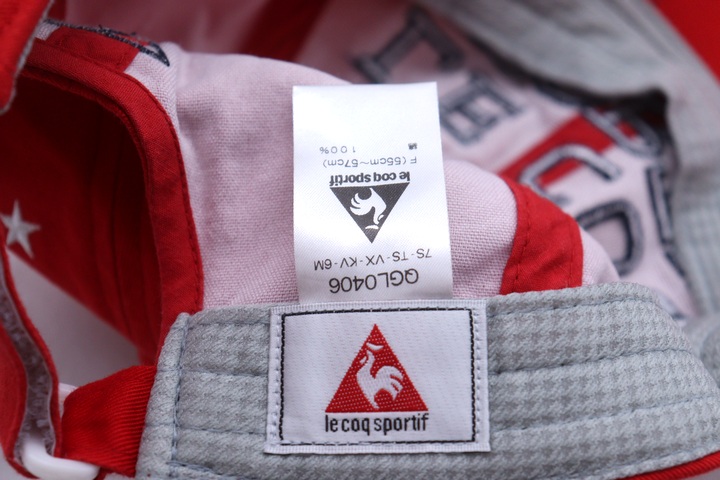 QGL0406
7S-TS-VX-KV-6M
le coq sportif
F (55cm~57cm)
100%
le coq sportif